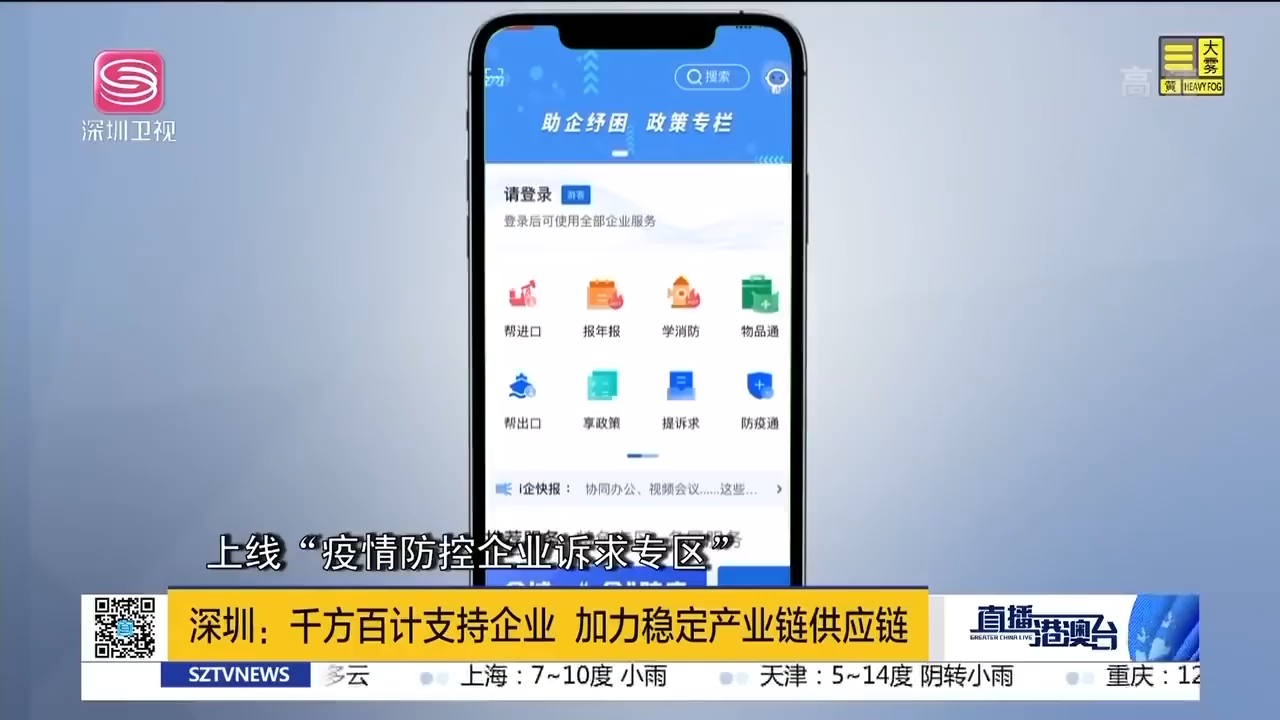 深圳卫视
高
大雾
黄 HEAVY FOG
搜索
助企纾困 政策专栏
请登录 游客
登录后可使用全部企业服务
帮进口 报年报 学消防 物品通
帮出口 享政策 提诉求 防疫通
i企快报： 协同办公、视频会议......这些...
上线“疫情防控企业诉求专区”
深圳：千方百计支持企业 加力稳定产业链供应链
直播港澳台
GREATER CHINA LIVE
SZTVNEWS 多云 上海：7~10度 小雨 天津：5~14度 阴转小雨 重庆：12